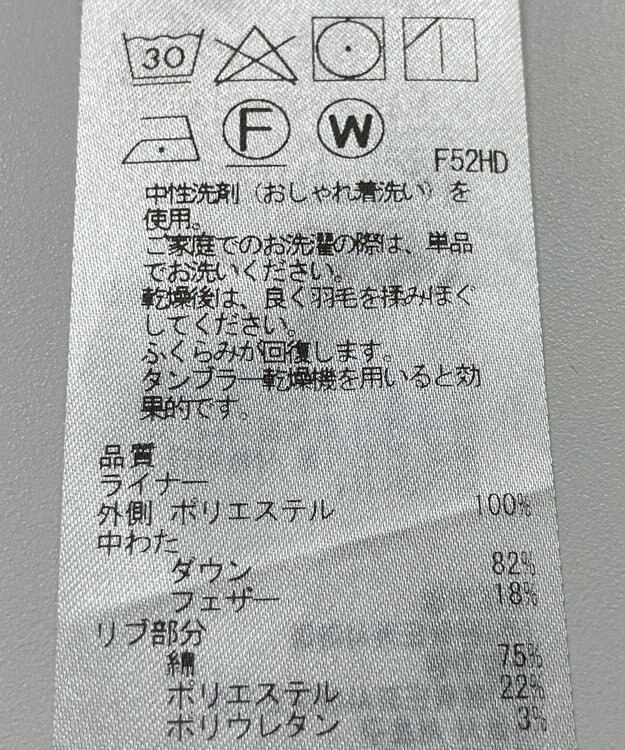 30
F W
F52HD
中性洗剤（おしゃれ着洗い）を
使用。
ご家庭でのお洗濯の際は、単品
でお洗いください。
乾燥後は、良く羽毛を揉みほぐ
してください。
ふくらみが回復します。
タンブラー乾燥機を用いると効
果的です。
品質
ライナー
外側 ポリエステル 100%
中わた
ダウン 82%
フェザー 18%
リブ部分
綿 75%
ポリエステル 22%
ポリウレタン 3%